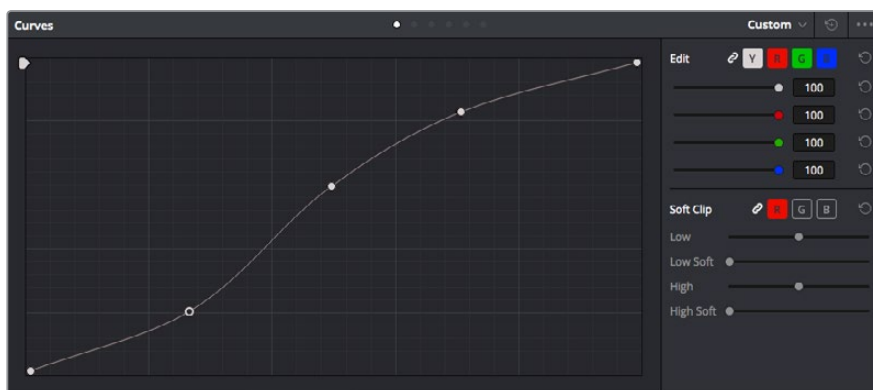 Curves Custom
Edit Y R G B
100
100
100
100
Soft Clip R G B
Low
Low Soft
High
High Soft